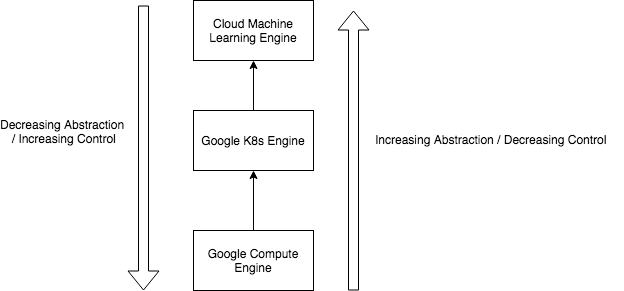 Cloud Machine
Learning Engine
Decreasing Abstraction
/ Increasing Control
Google K8s Engine
Increasing Abstraction / Decreasing Control
Google Compute
Engine